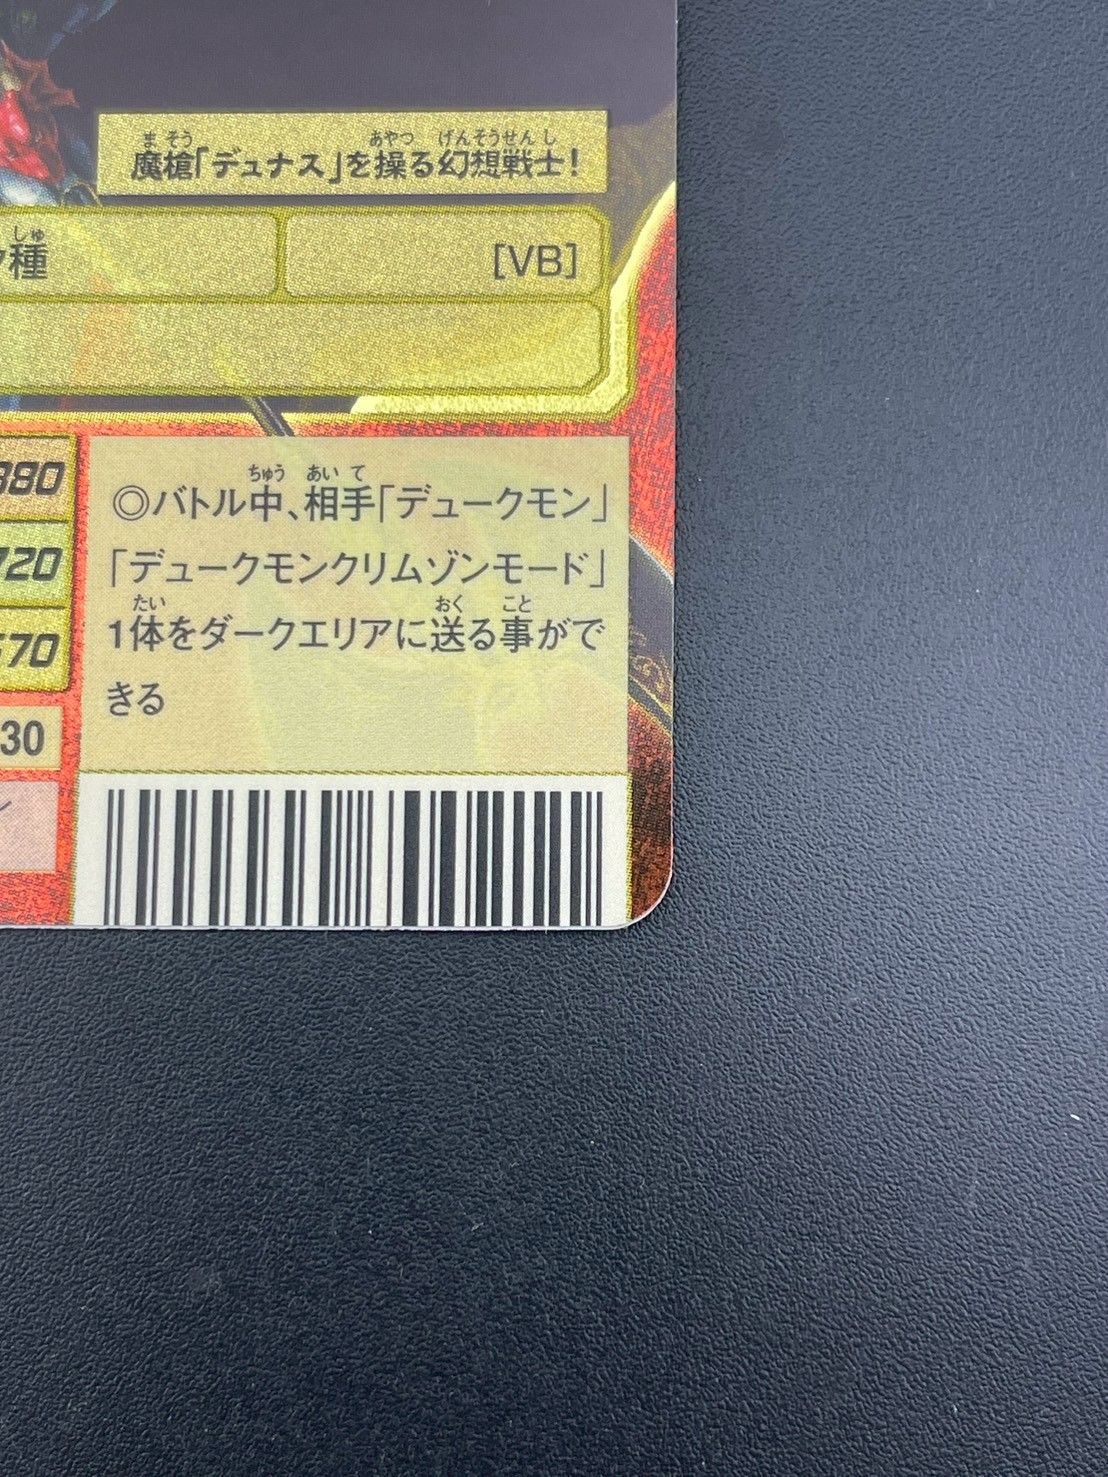 魔槍「デュナス」を操る幻想戦士!
種
[VB]
880
720
570
30
◎バトル中、相手「デュークモン」
「デュークモンクリムゾンモード」
1体をダークエリアに送る事がで
きる